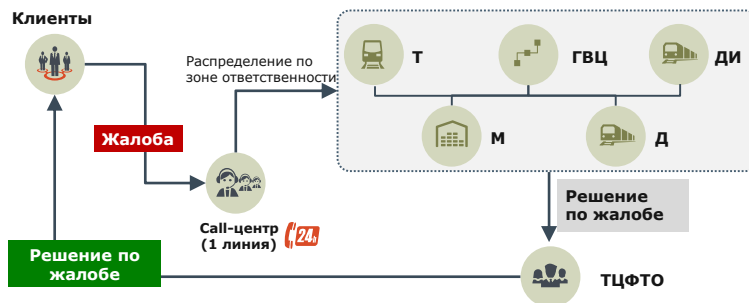 Клиенты
Распределение по
зоне ответственности
Т
ГВЦ
ДИ
Жалоба
М
Д
Call-центр
(1 линия)
24h
Решение
по жалобе
Решение по
жалобе
ТЦФТО